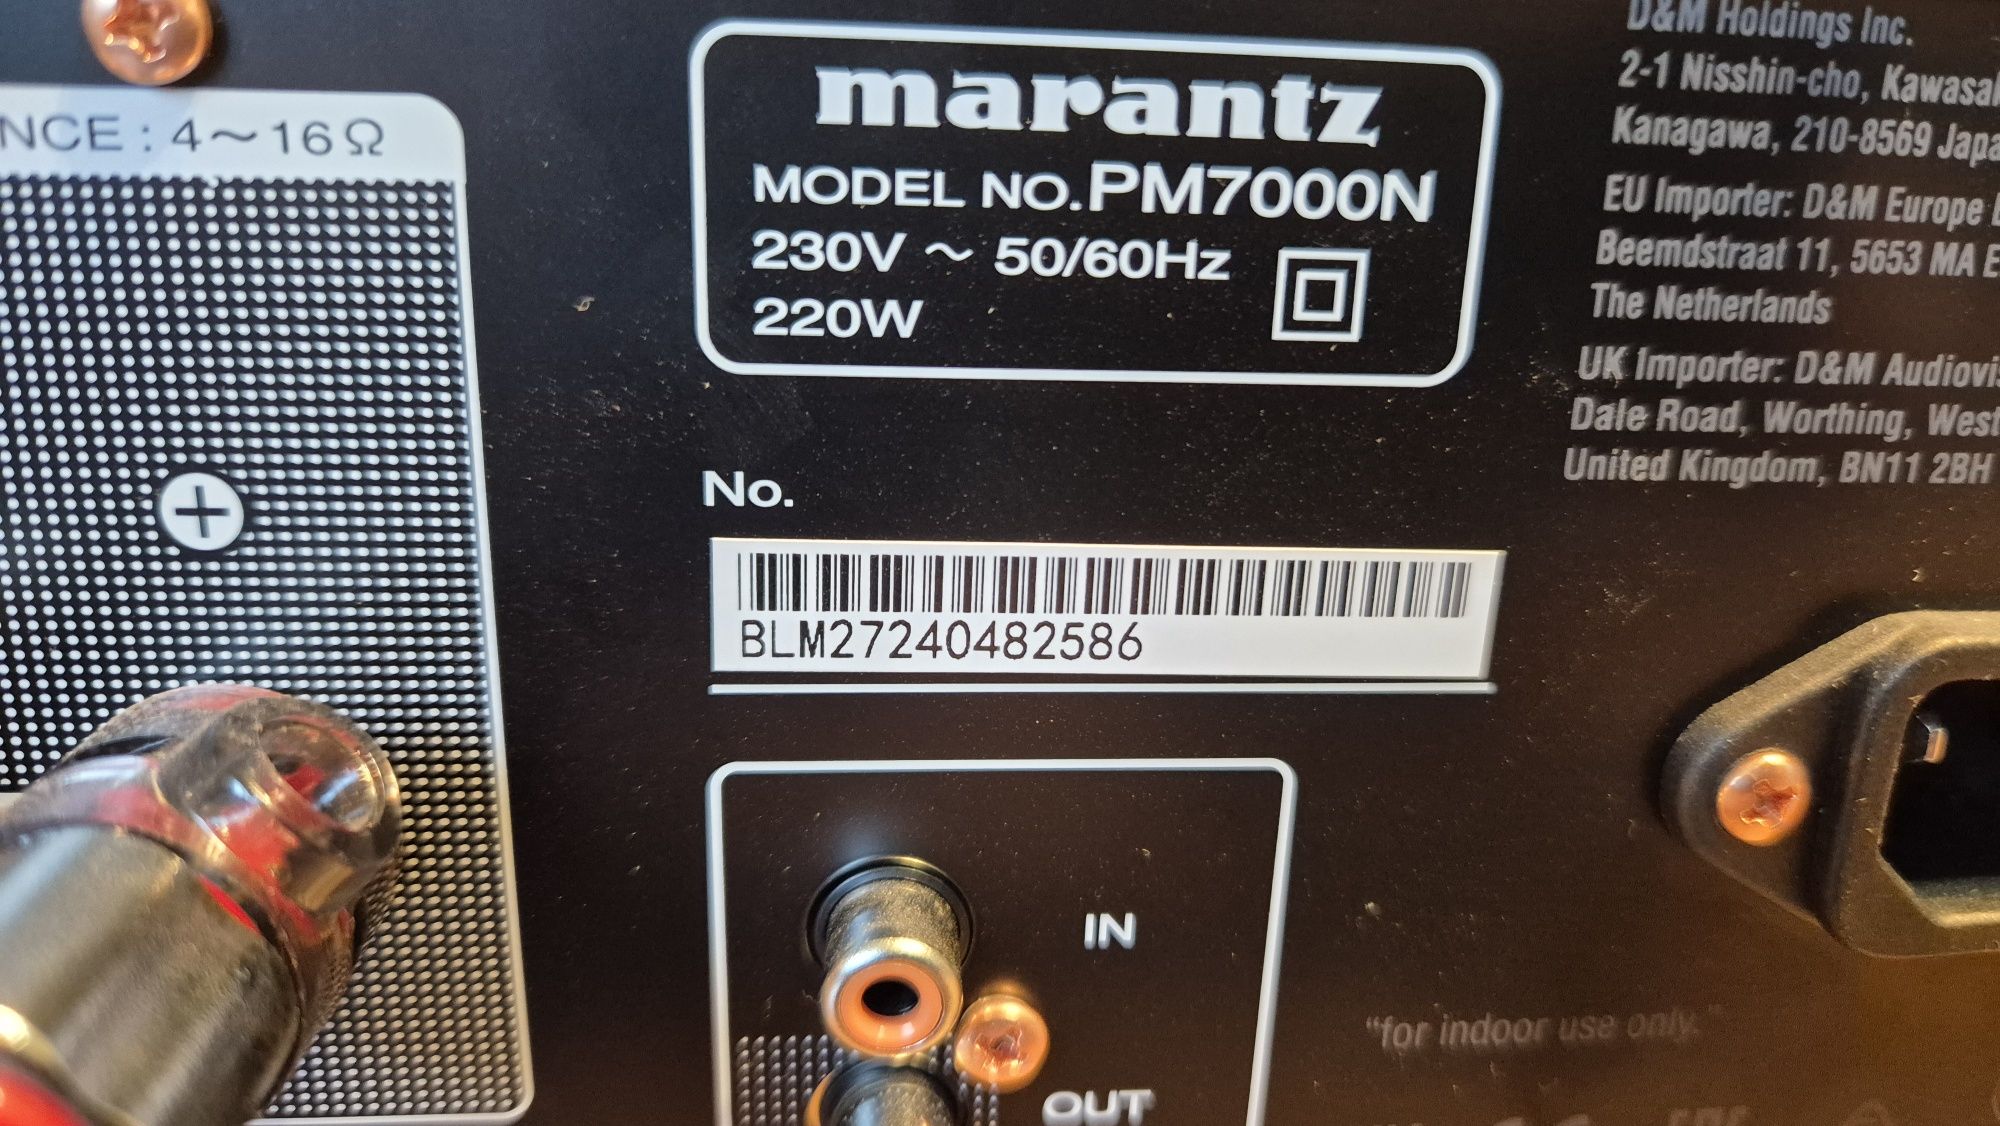 NCE : 4～16Ω
marantz
MODEL NO. PM7000N
230V ～ 50/60Hz
220W
D&M Holdings Inc.
2-1 Nisshin-cho, Kawasa
Kanagawa, 210-8569 Japa
EU Importer: D&M Europe
Beemdstraat 11, 5653 MA E
The Netherlands
UK Importer: D&M Audiovi
Dale Road, Worthing, West
United Kingdom, BN11 2BH
No.
BLM27240482586
IN
OUT
"for indoor use only."